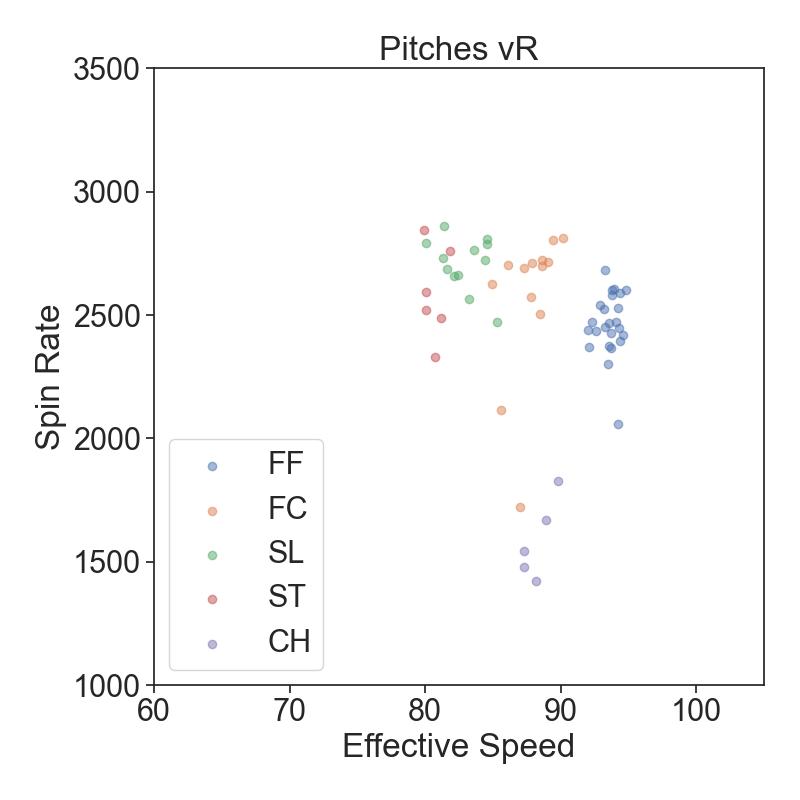 Pitches vR
3500
3000
2500
2000
1500
1000
Spin Rate
FF
FC
SL
ST
CH
60 70 80 90 100
Effective Speed